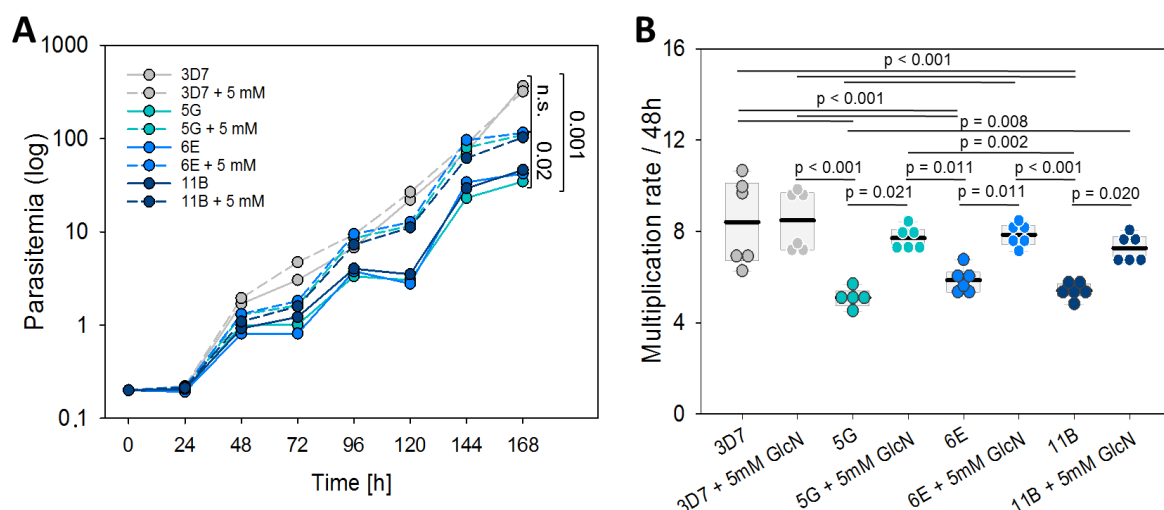 A
Parasitemia (log)
1000
100
10
1
0.1
3D7
3D7 + 5 mM
5G
5G + 5 mM
6E
6E + 5 mM
11B
11B + 5 mM
n.s.
0.02
0.001
0 24 48 72 96 120 144 168
Time [h]
B
Multiplication rate / 48h
16
12
8
4
0
p < 0.001
p < 0.001
p = 0.008
p = 0.002
p < 0.001 p = 0.011 p < 0.001
p = 0.021 p = 0.011 p = 0.020
3D7
3D7 + 5mM GlcN
5G
5G + 5mM GlcN
6E
6E + 5mM GlcN
11B
11B + 5mM GlcN